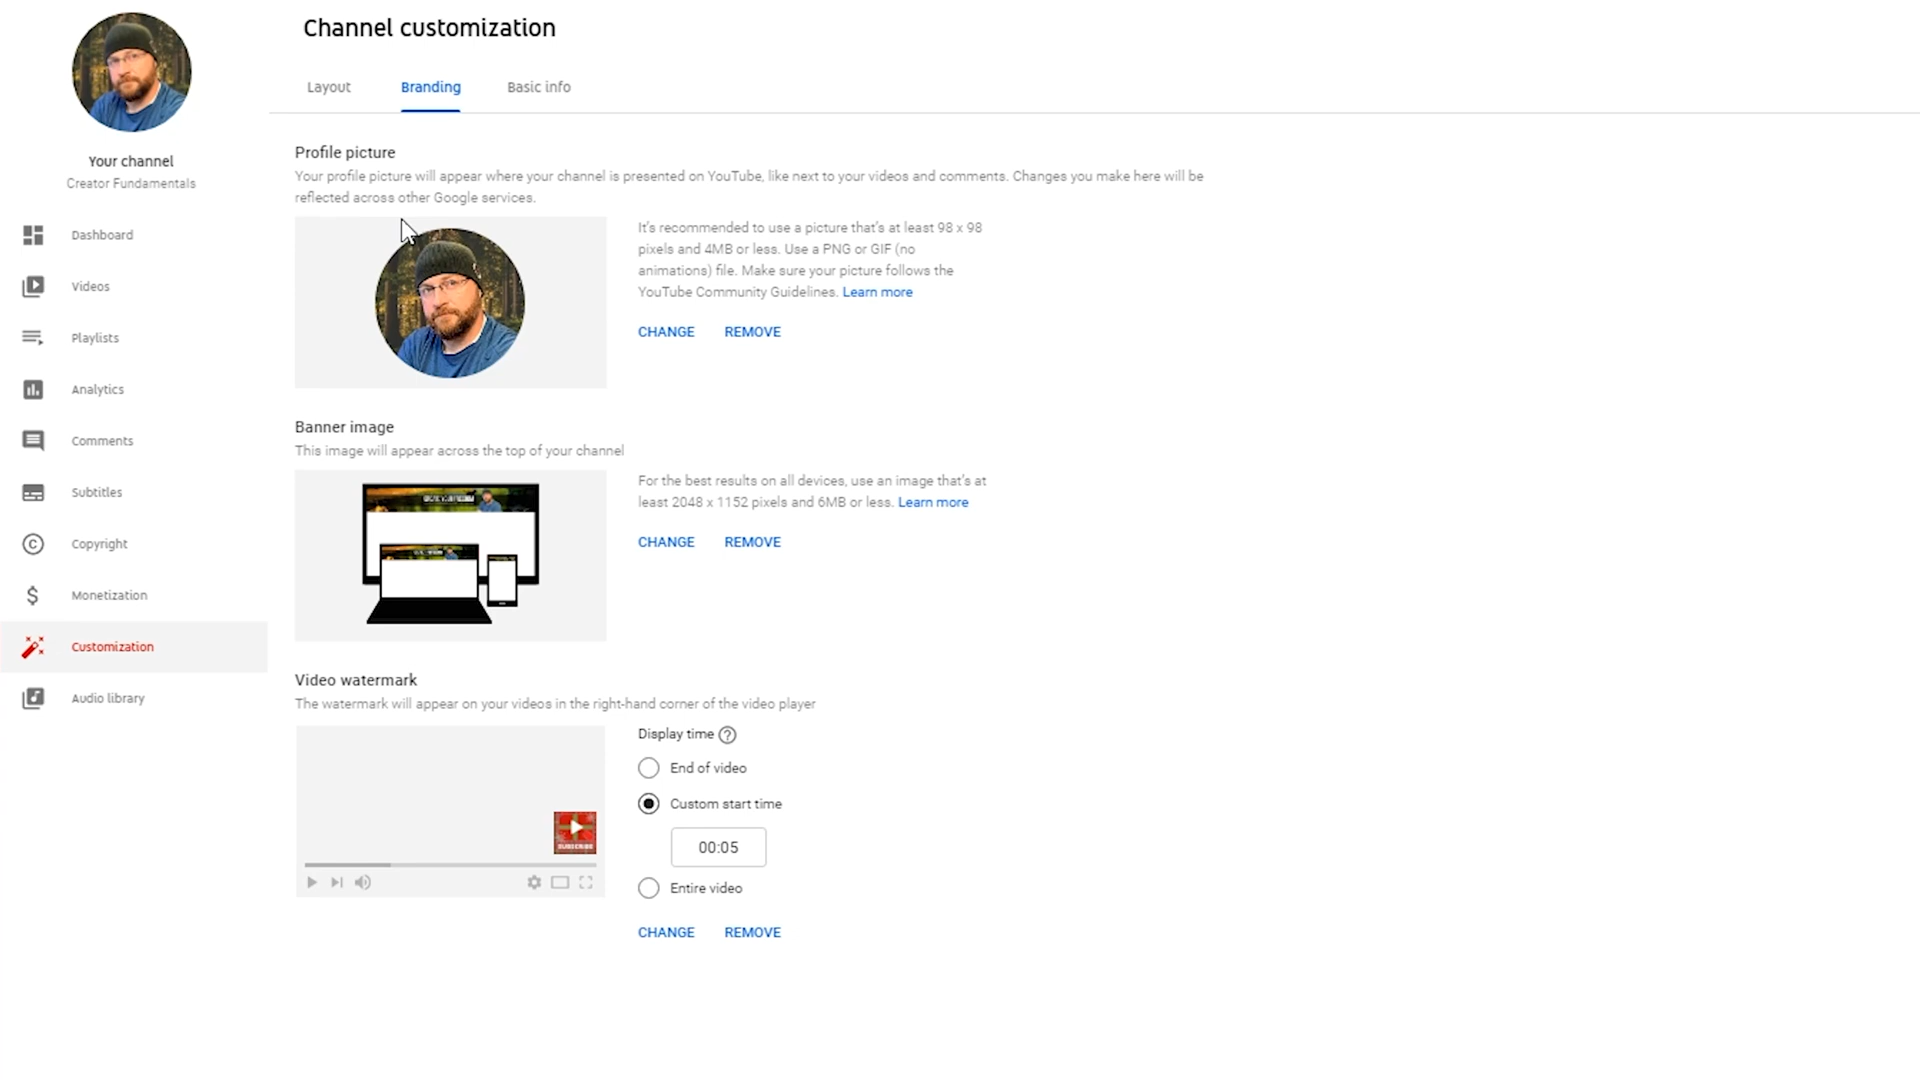 Channel customization
Layout
Branding
Basic info
Your channel
Creator Fundamentals
Dashboard
Videos
Playlists
Analytics
Comments
Subtitles
Copyright
Monetization
Customization
Audio library
Profile picture
Your profile picture will appear where your channel is presented on YouTube, like next to your videos and comments. Changes you make here will be
reflected across other Google services.
It's recommended to use a picture that's at least 98 x 98
pixels and 4MB or less. Use a PNG or GIF (no
animations) file. Make sure your picture follows the
YouTube Community Guidelines. Learn more
CHANGE REMOVE
Banner image
This image will appear across the top of your channel
For the best results on all devices, use an image that's at
least 2048 x 1152 pixels and 6MB or less. Learn more
CHANGE REMOVE
Video watermark
The watermark will appear on your videos in the right-hand corner of the video player
SUBSCRIBE
Display time
End of video
Custom start time
00:05
Entire video
CHANGE REMOVE